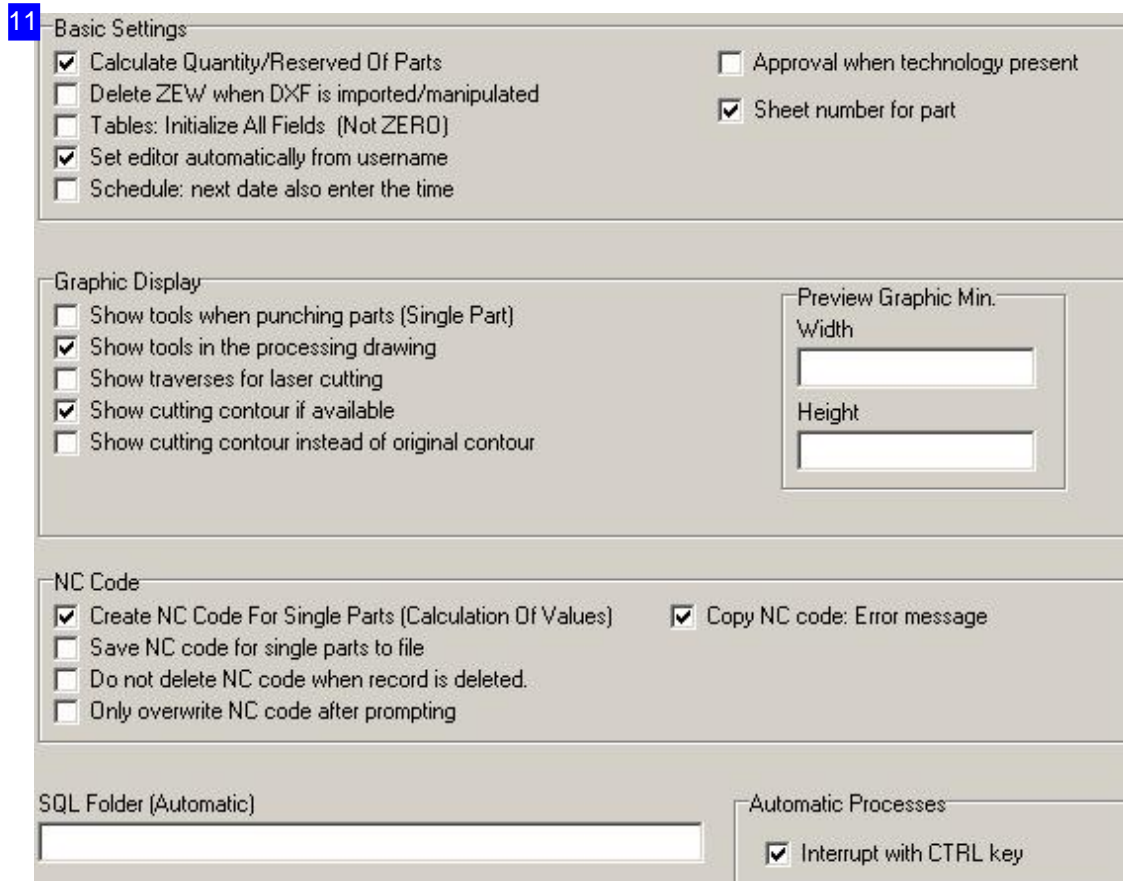 11
Basic Settings
Calculate Quantity/Reserved Of Parts
Delete ZEW when DXF is imported/manipulated
Tables: Initialize All Fields (Not ZERO)
Set editor automatically from username
Schedule: next date also enter the time
Approval when technology present
Sheet number for part
Graphic Display
Show tools when punching parts (Single Part)
Show tools in the processing drawing
Show traverses for laser cutting
Show cutting contour if available
Show cutting contour instead of original contour
Preview Graphic Min.
Width
Height
NC Code
Create NC Code For Single Parts (Calculation Of Values)
Save NC code for single parts to file
Do not delete NC code when record is deleted.
Only overwrite NC code after prompting
Copy NC code: Error message
SQL Folder (Automatic)
Automatic Processes
Interrupt with CTRL key